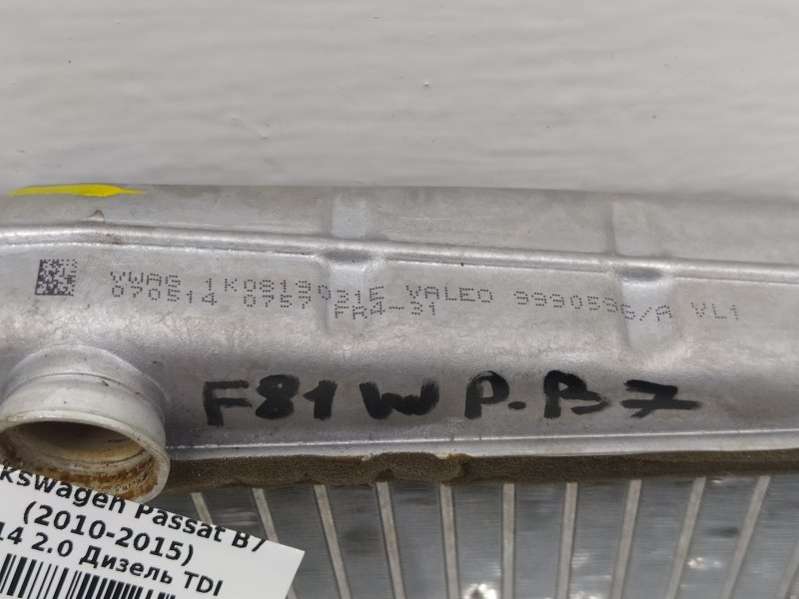 VWAG 1K0819031E VALEO 9990596/A VL1
070514 0757 FR4-31
F81W P.B7
kswagen Passat B7
(2010-2015)
14 2.0 Дизель TDI